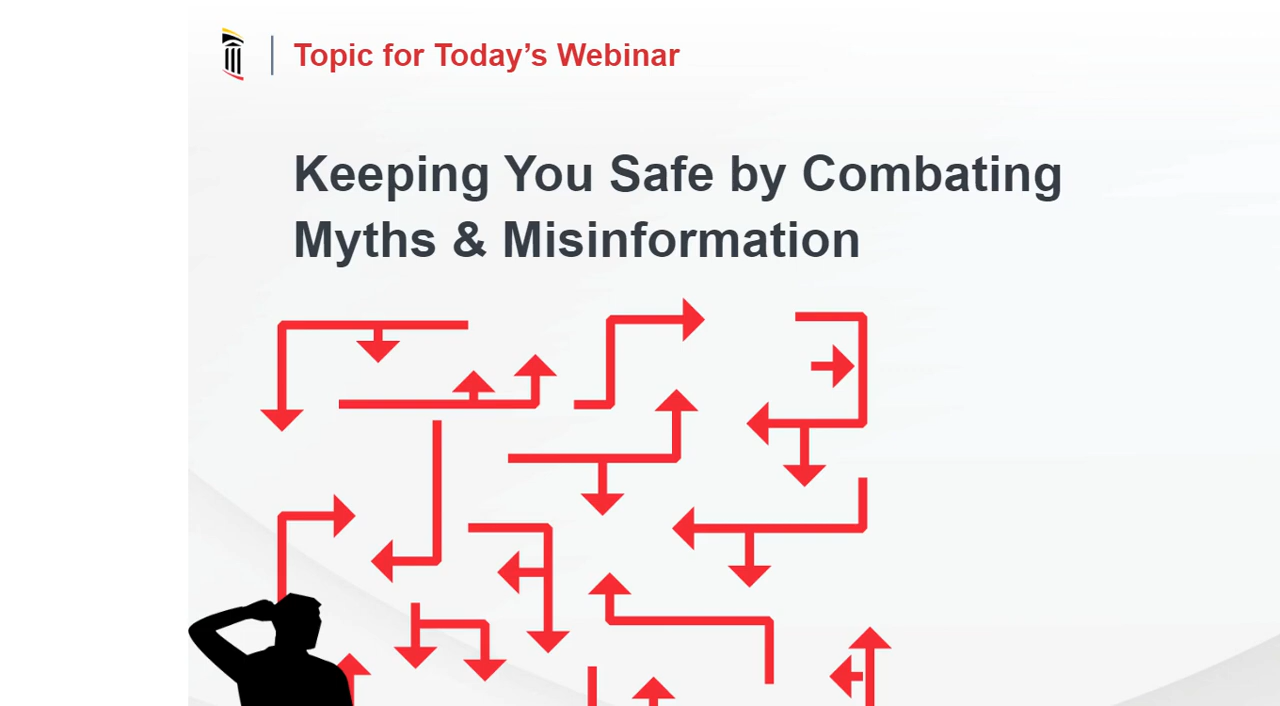 Topic for Today's Webinar
Keeping You Safe by Combating
Myths & Misinformation